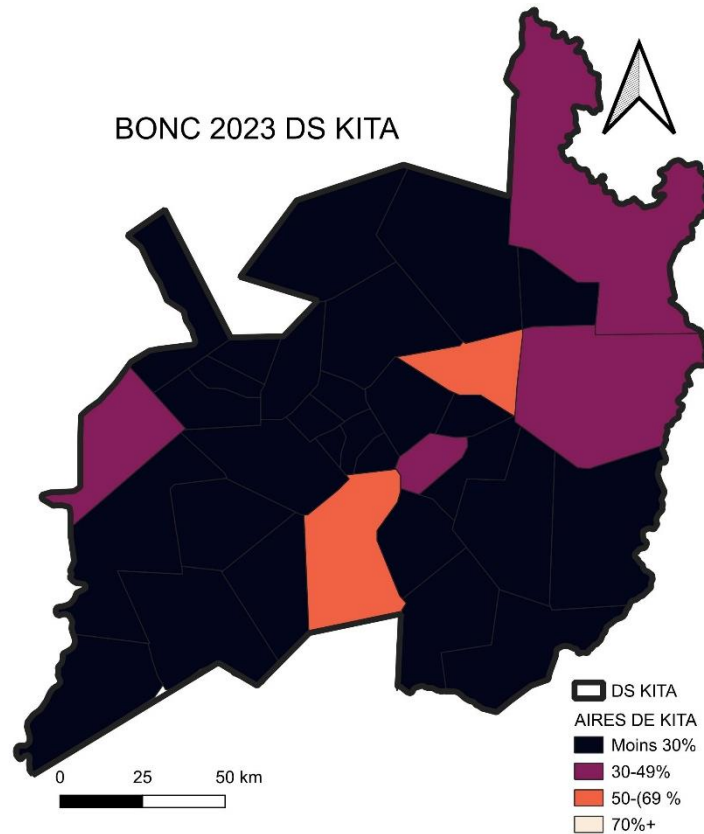 BONC 2023 DS KITA
DS KITA
AIRES DE KITA
Moins 30%
30-49%
50-(69 %
70%+
0 25 50 km